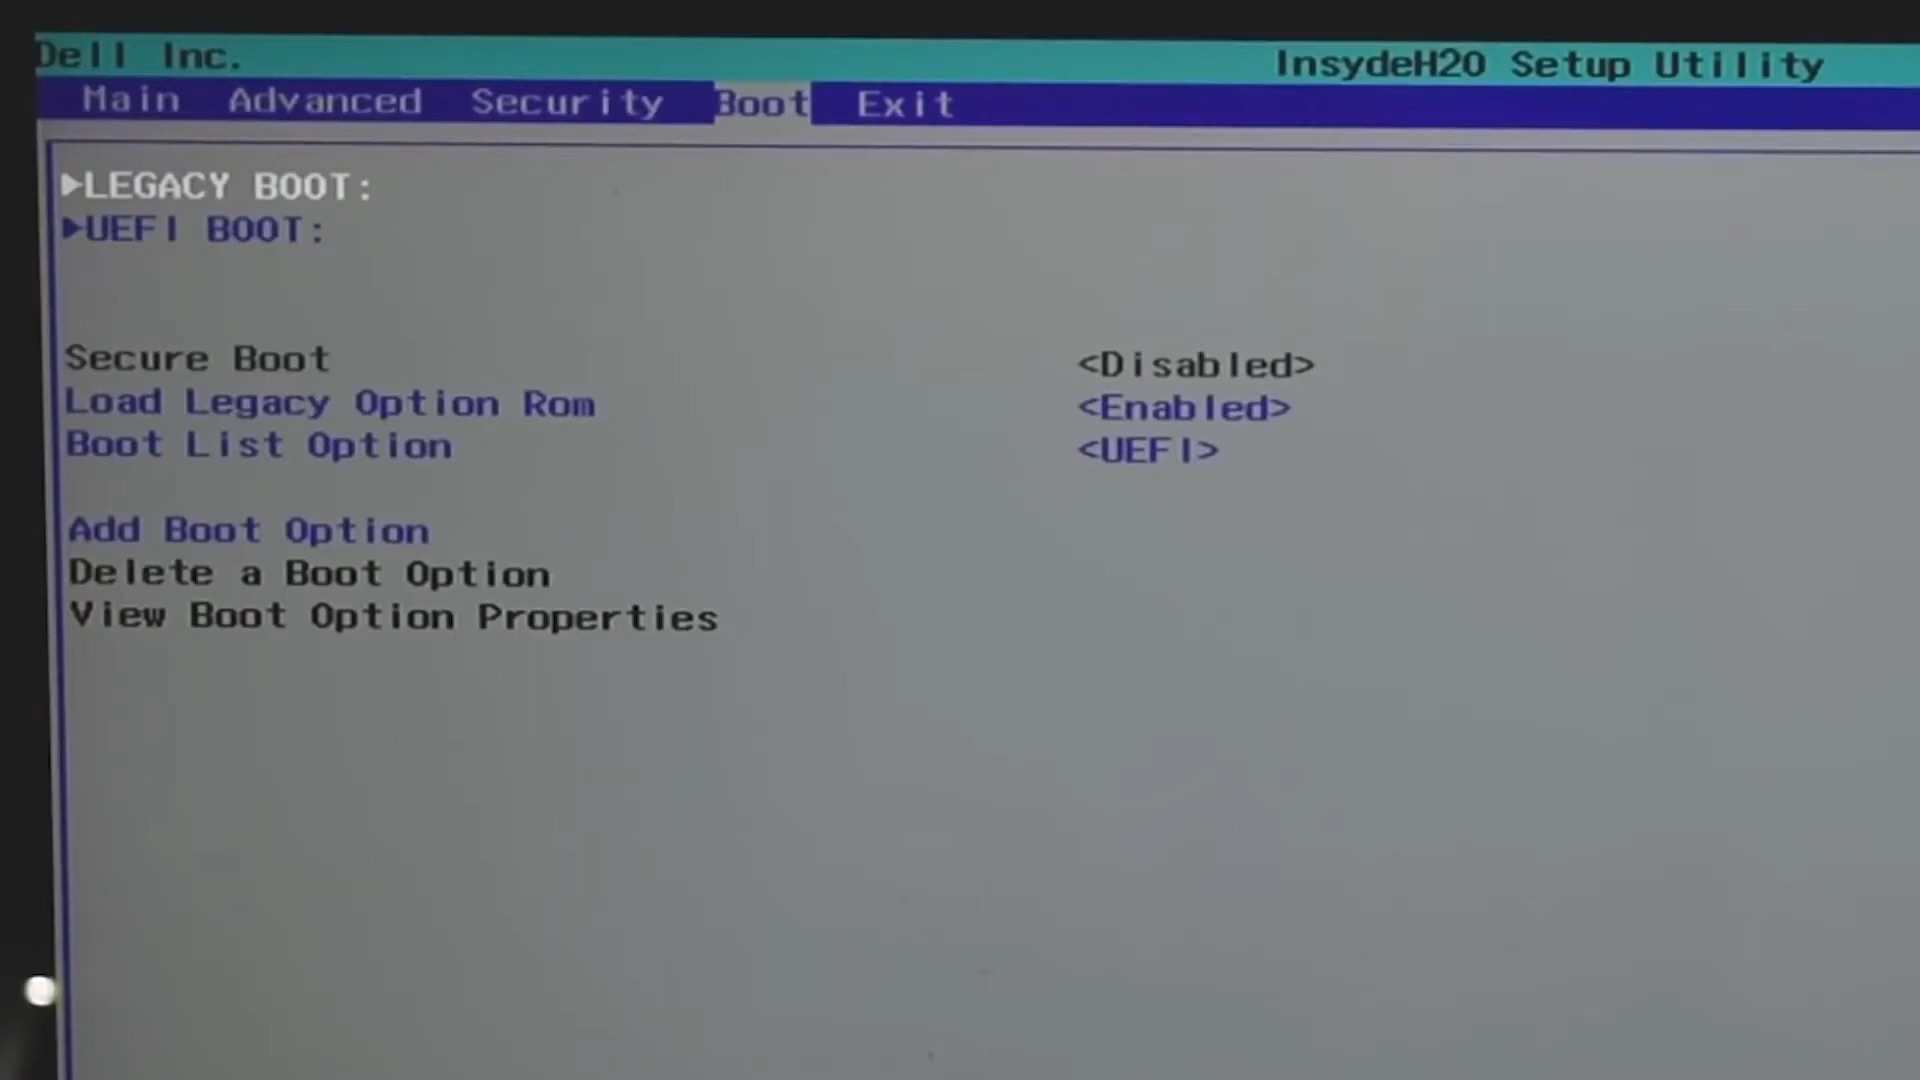 Dell Inc.
InsydeH2O Setup Utility
Main Advanced Security Boot Exit
▶LEGACY BOOT:
▶UEFI BOOT:
Secure Boot <Disabled>
Load Legacy Option Rom <Enabled>
Boot List Option <UEFI>
Add Boot Option
Delete a Boot Option
View Boot Option Properties